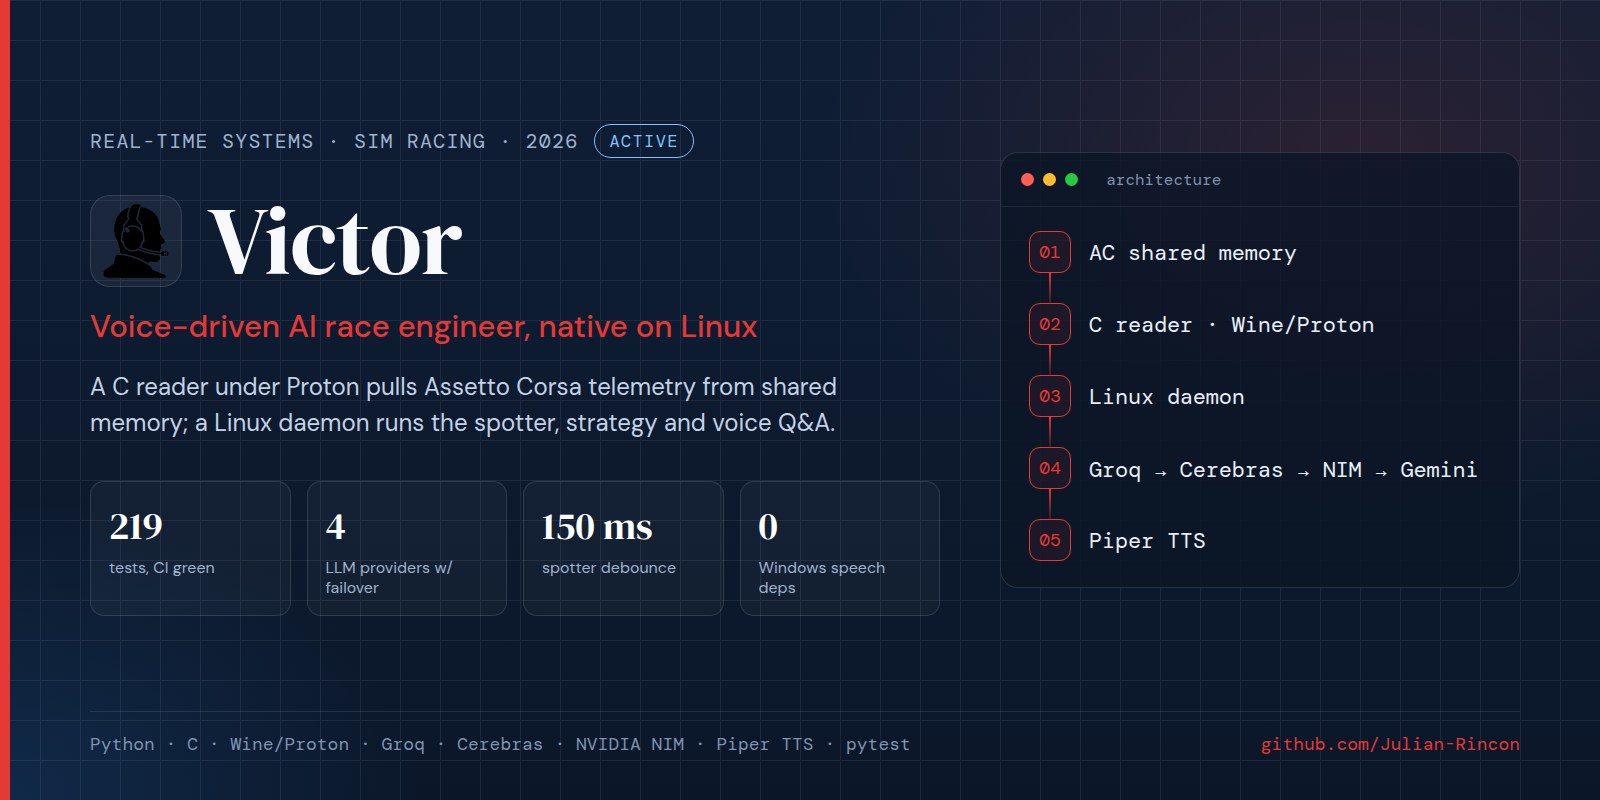 REAL-TIME SYSTEMS · SIM RACING · 2026 ACTIVE
Victor
Voice-driven AI race engineer, native on Linux
A C reader under Proton pulls Assetto Corsa telemetry from shared
memory; a Linux daemon runs the spotter, strategy and voice Q&A.
219
tests, CI green
4
LLM providers w/
failover
150 ms
spotter debounce
0
Windows speech
deps
architecture
01 AC shared memory
02 C reader · Wine/Proton
03 Linux daemon
04 Groq → Cerebras → NIM → Gemini
05 Piper TTS
Python · C · Wine/Proton · Groq · Cerebras · NVIDIA NIM · Piper TTS · pytest
github.com/Julian-Rincon